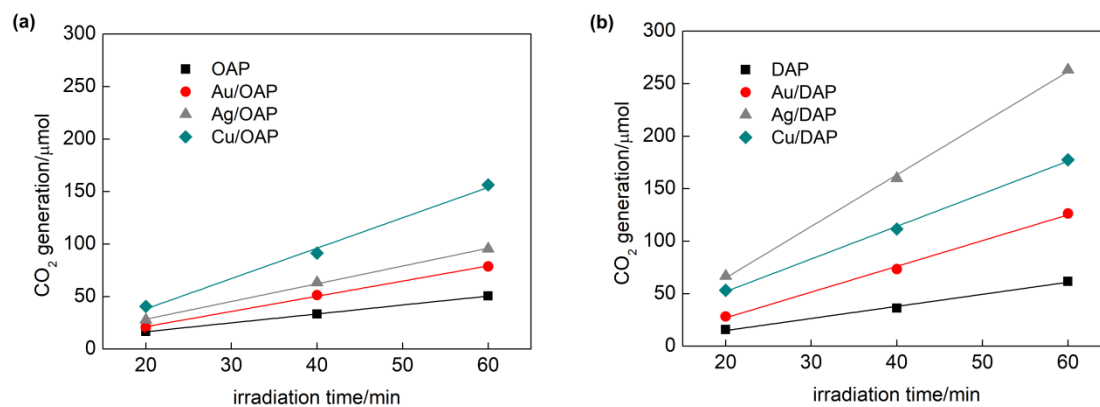 (a)
300
250
200
150
100
50
0
CO2 generation/μmol
OAP
Au/OAP
Ag/OAP
Cu/OAP
20 30 40 50 60
irradiation time/min
(b)
300
250
200
150
100
50
0
CO2 generation/μmol
DAP
Au/DAP
Ag/DAP
Cu/DAP
20 30 40 50 60
irradiation time/min